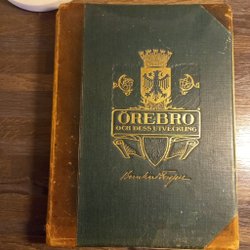 ÖREBRO
OCH DESS UTVECKLING